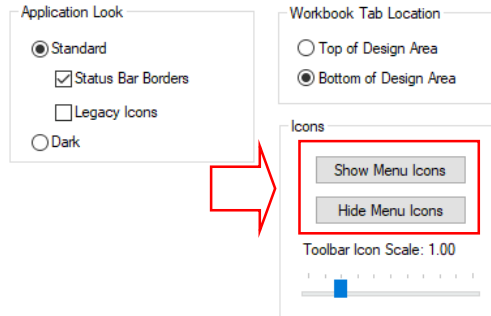 Application Look
Standard
Status Bar Borders
Legacy Icons
Dark
Workbook Tab Location
Top of Design Area
Bottom of Design Area
Icons
Show Menu Icons
Hide Menu Icons
Toolbar Icon Scale: 1.00